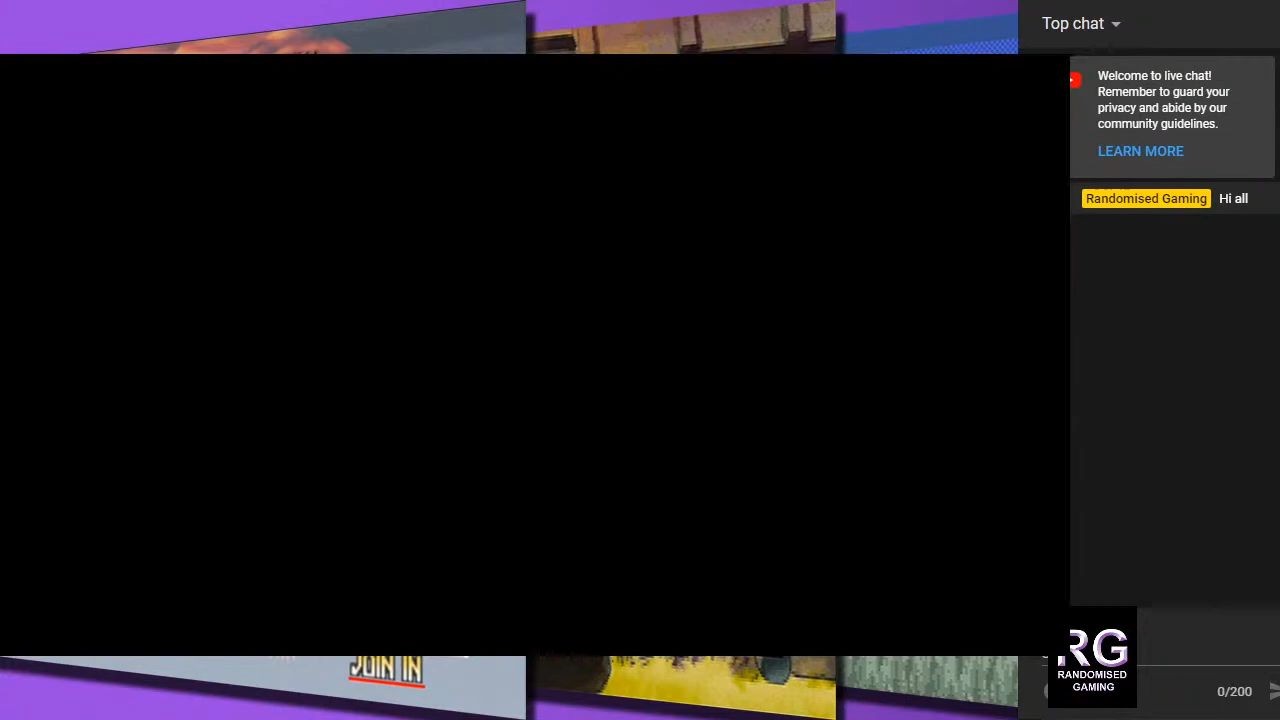 Top chat
Welcome to live chat!
Remember to guard your
privacy and abide by our
community guidelines.
LEARN MORE
Randomised Gaming Hi all
JOIN IN
RG
RANDOMISED
GAMING
0/200